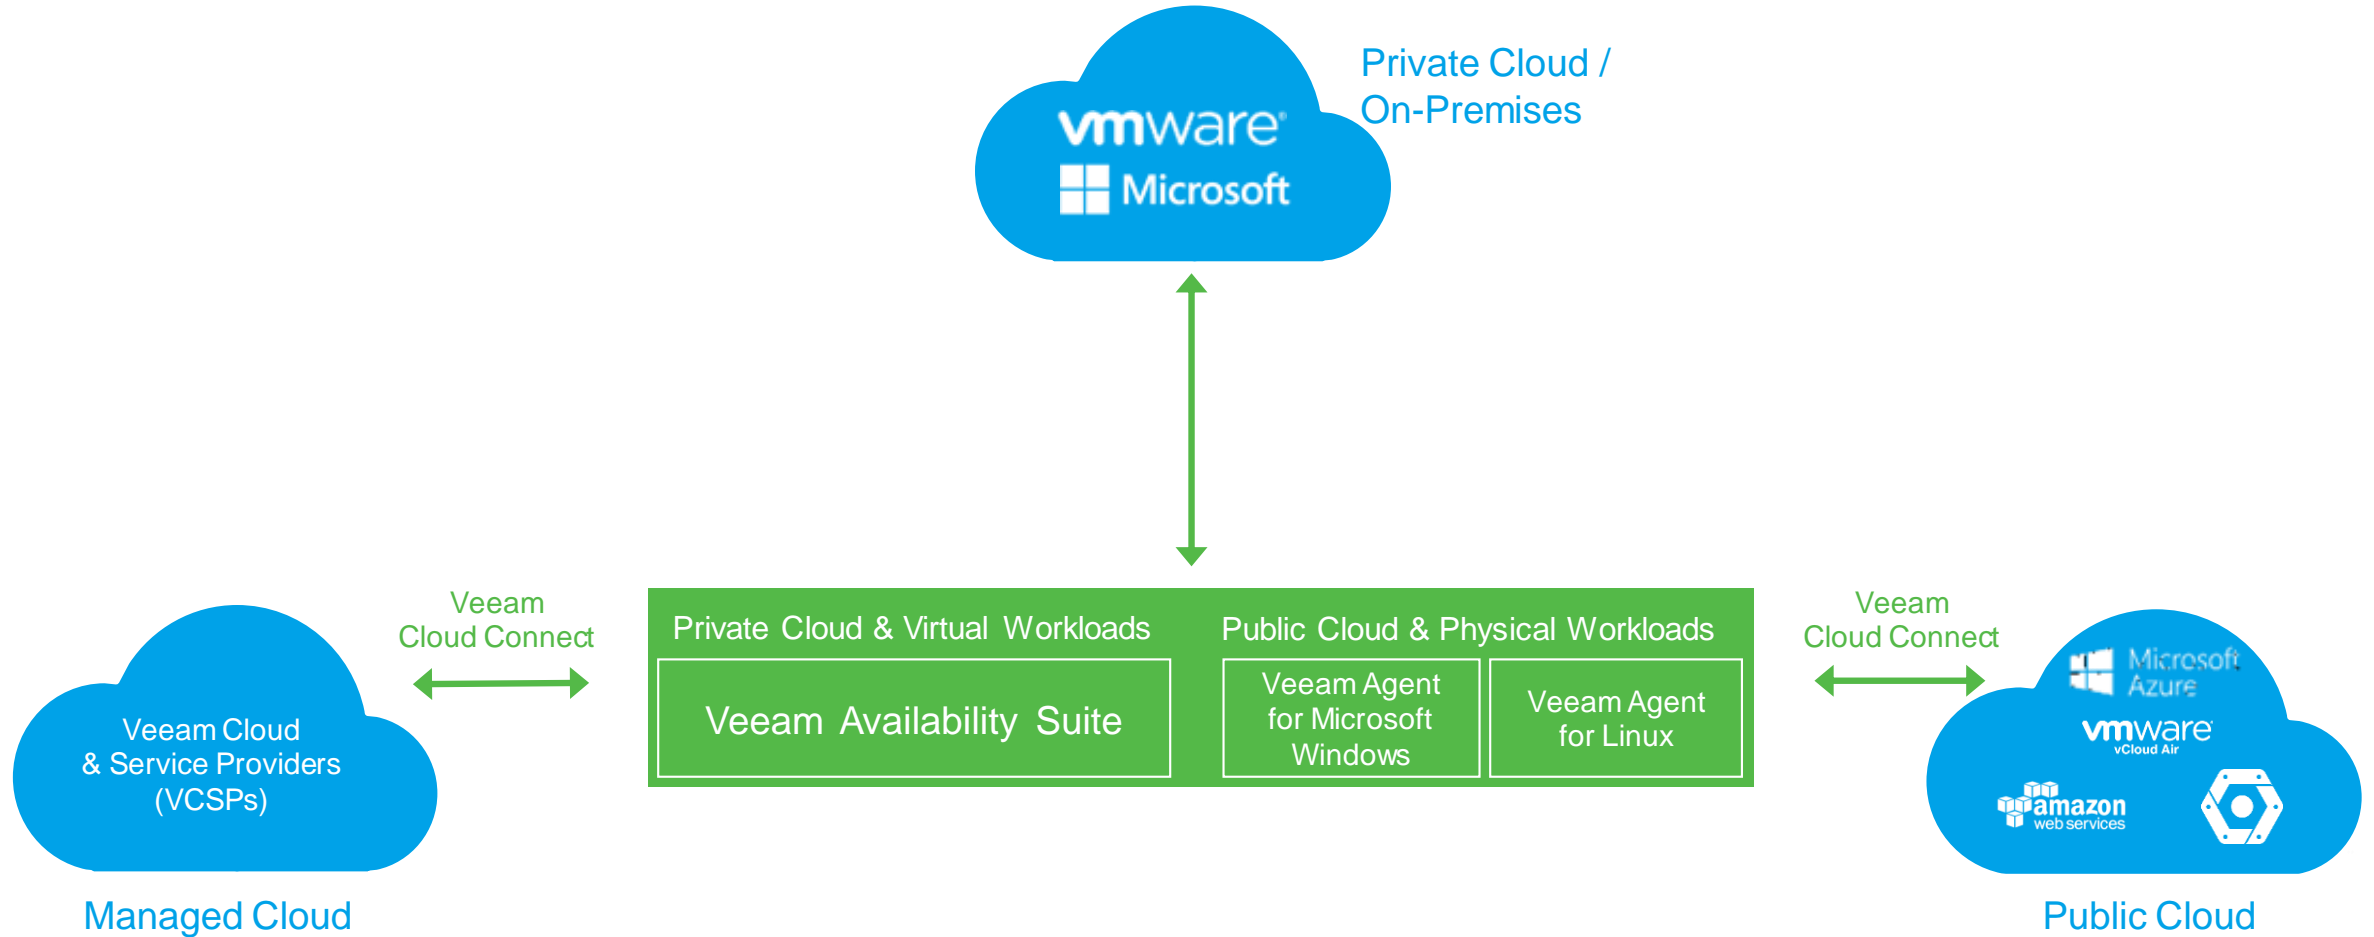 Private Cloud /
On-Premises
vmware®
Microsoft
Veeam
Cloud Connect
Private Cloud & Virtual Workloads
Public Cloud & Physical Workloads
Veeam Availability Suite
Veeam Agent
for Microsoft
Windows
Veeam Agent
for Linux
Veeam
Cloud Connect
Veeam Cloud
& Service Providers
(VCSPs)
Managed Cloud
Microsoft
Azure
vmware
vCloud Air
amazon
web services
Public Cloud